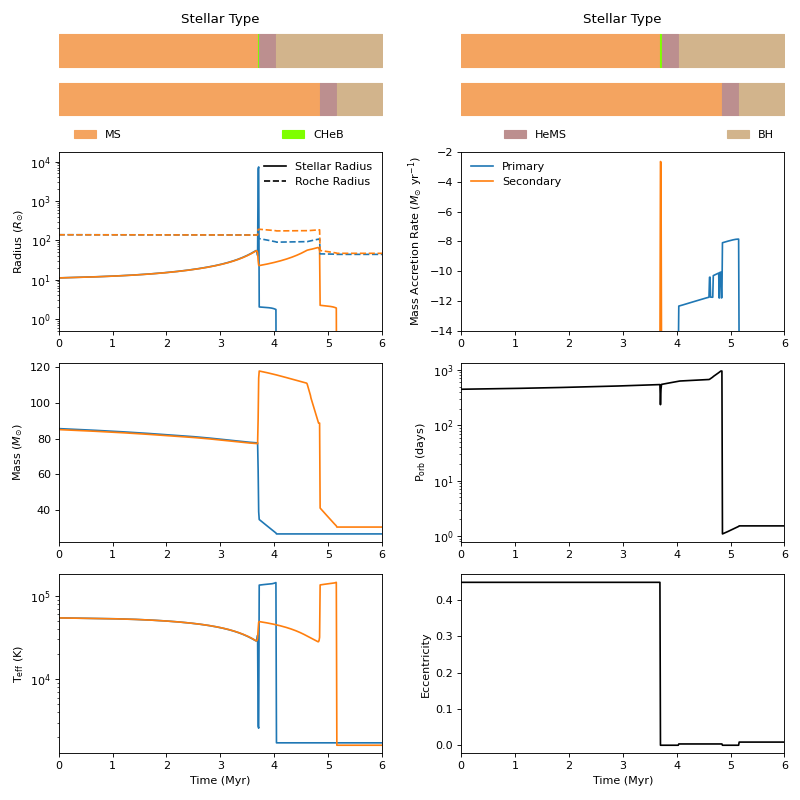 Stellar Type
Stellar Type
MS
CHeB
HeMS
BH
Radius (R⊙)
10⁴
10³
10²
10¹
10⁰
Stellar Radius
Roche Radius
0 1 2 3 4 5 6
Mass Accretion Rate (M⊙ yr⁻¹)
−2
−4
−6
−8
−10
−12
−14
Primary
Secondary
0 1 2 3 4 5 6
Mass (M⊙)
120
100
80
60
40
0 1 2 3 4 5 6
P_orb (days)
10³
10²
10¹
10⁰
0 1 2 3 4 5 6
T_eff (K)
10⁵
10⁴
0 1 2 3 4 5 6
Time (Myr)
Eccentricity
0.4
0.3
0.2
0.1
0.0
0 1 2 3 4 5 6
Time (Myr)